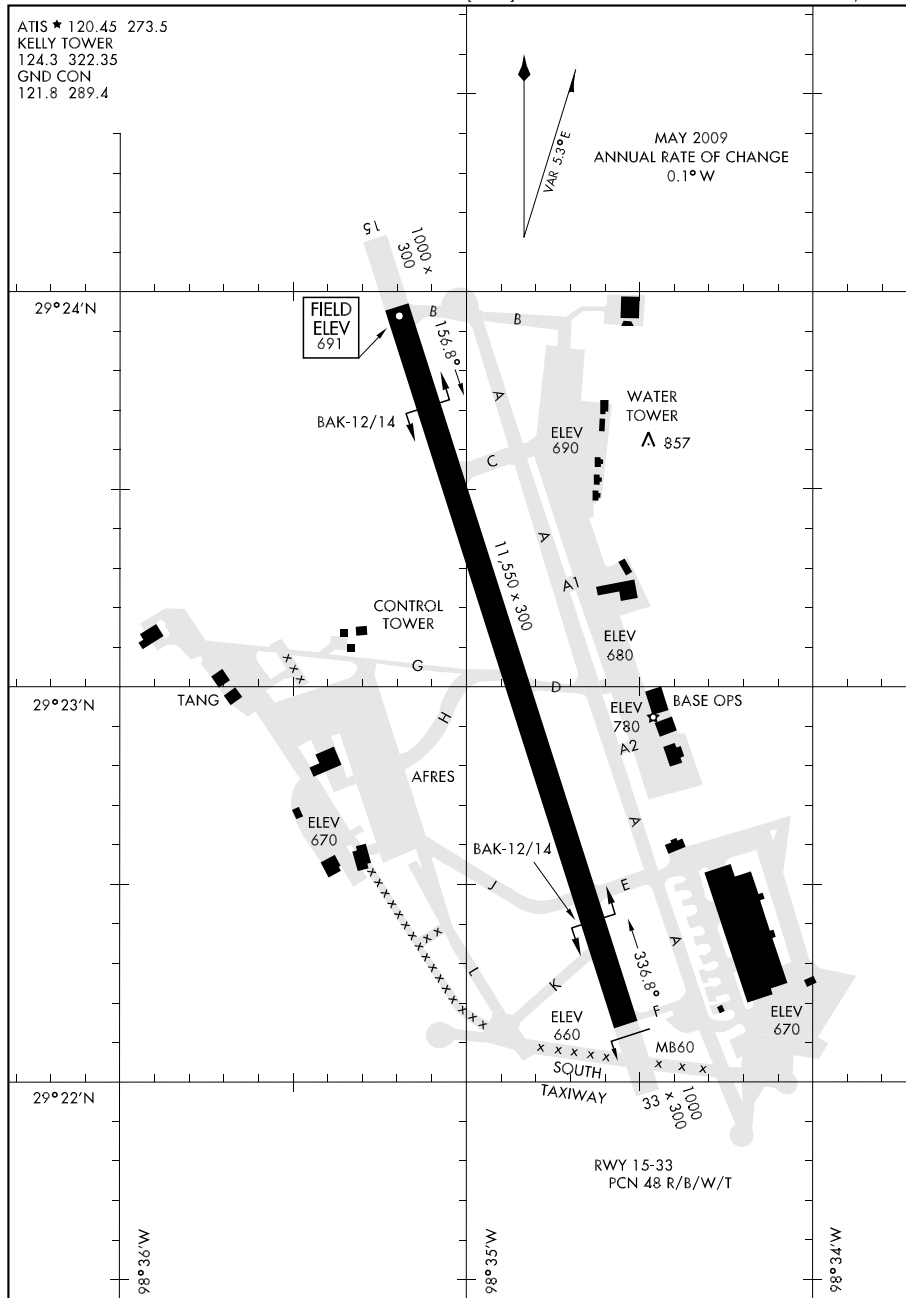 ATIS ★ 120.45 273.5
KELLY TOWER
124.3 322.35
GND CON
121.8 289.4
VAR 5.3°E
MAY 2009
ANNUAL RATE OF CHANGE
0.1° W
15
1000 x
300
29°24'N
FIELD
ELEV
691
B
B
156.8°
A
BAK-12/14
WATER
TOWER
857
ELEV
690
C
A
11,550 x 300
A1
CONTROL
TOWER
ELEV
680
G
D
TANG
29°23'N
H
ELEV
780
BASE OPS
A2
AFRES
A
ELEV
670
BAK-12/14
J
E
A
L
336.8°
K
F
ELEV
660
ELEV
670
x x x x x
MB60
x x x
SOUTH
TAXIWAY
29°22'N
33
1000
x 300
RWY 15-33
PCN 48 R/B/W/T
98°36'W
98°35'W
98°34'W